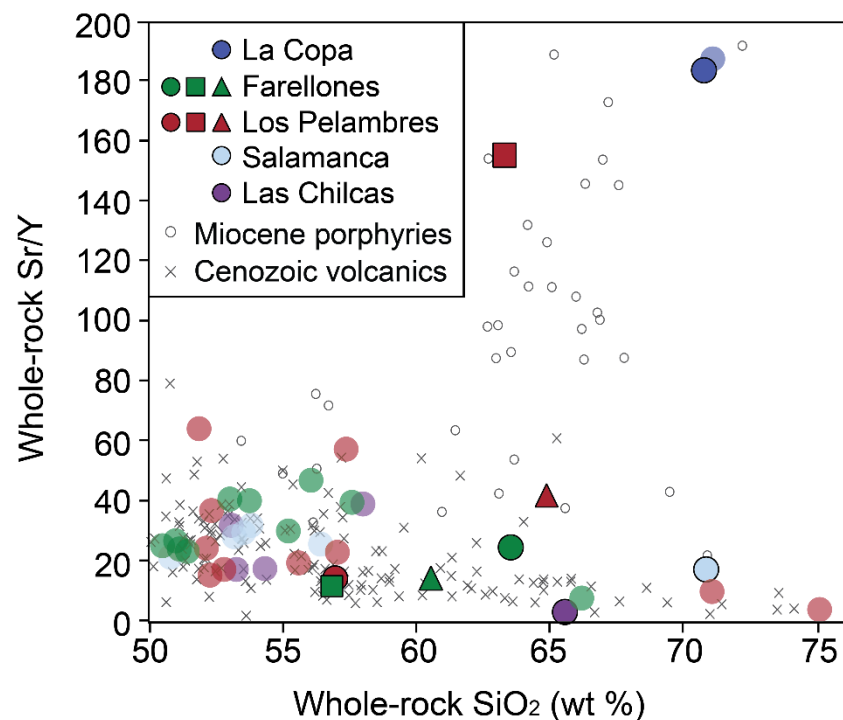 200
180
160
140
120
100
80
60
40
20
0
Whole-rock Sr/Y
La Copa
Farellones
Los Pelambres
Salamanca
Las Chilcas
Miocene porphyries
Cenozoic volcanics
50 55 60 65 70 75
Whole-rock SiO₂ (wt %)